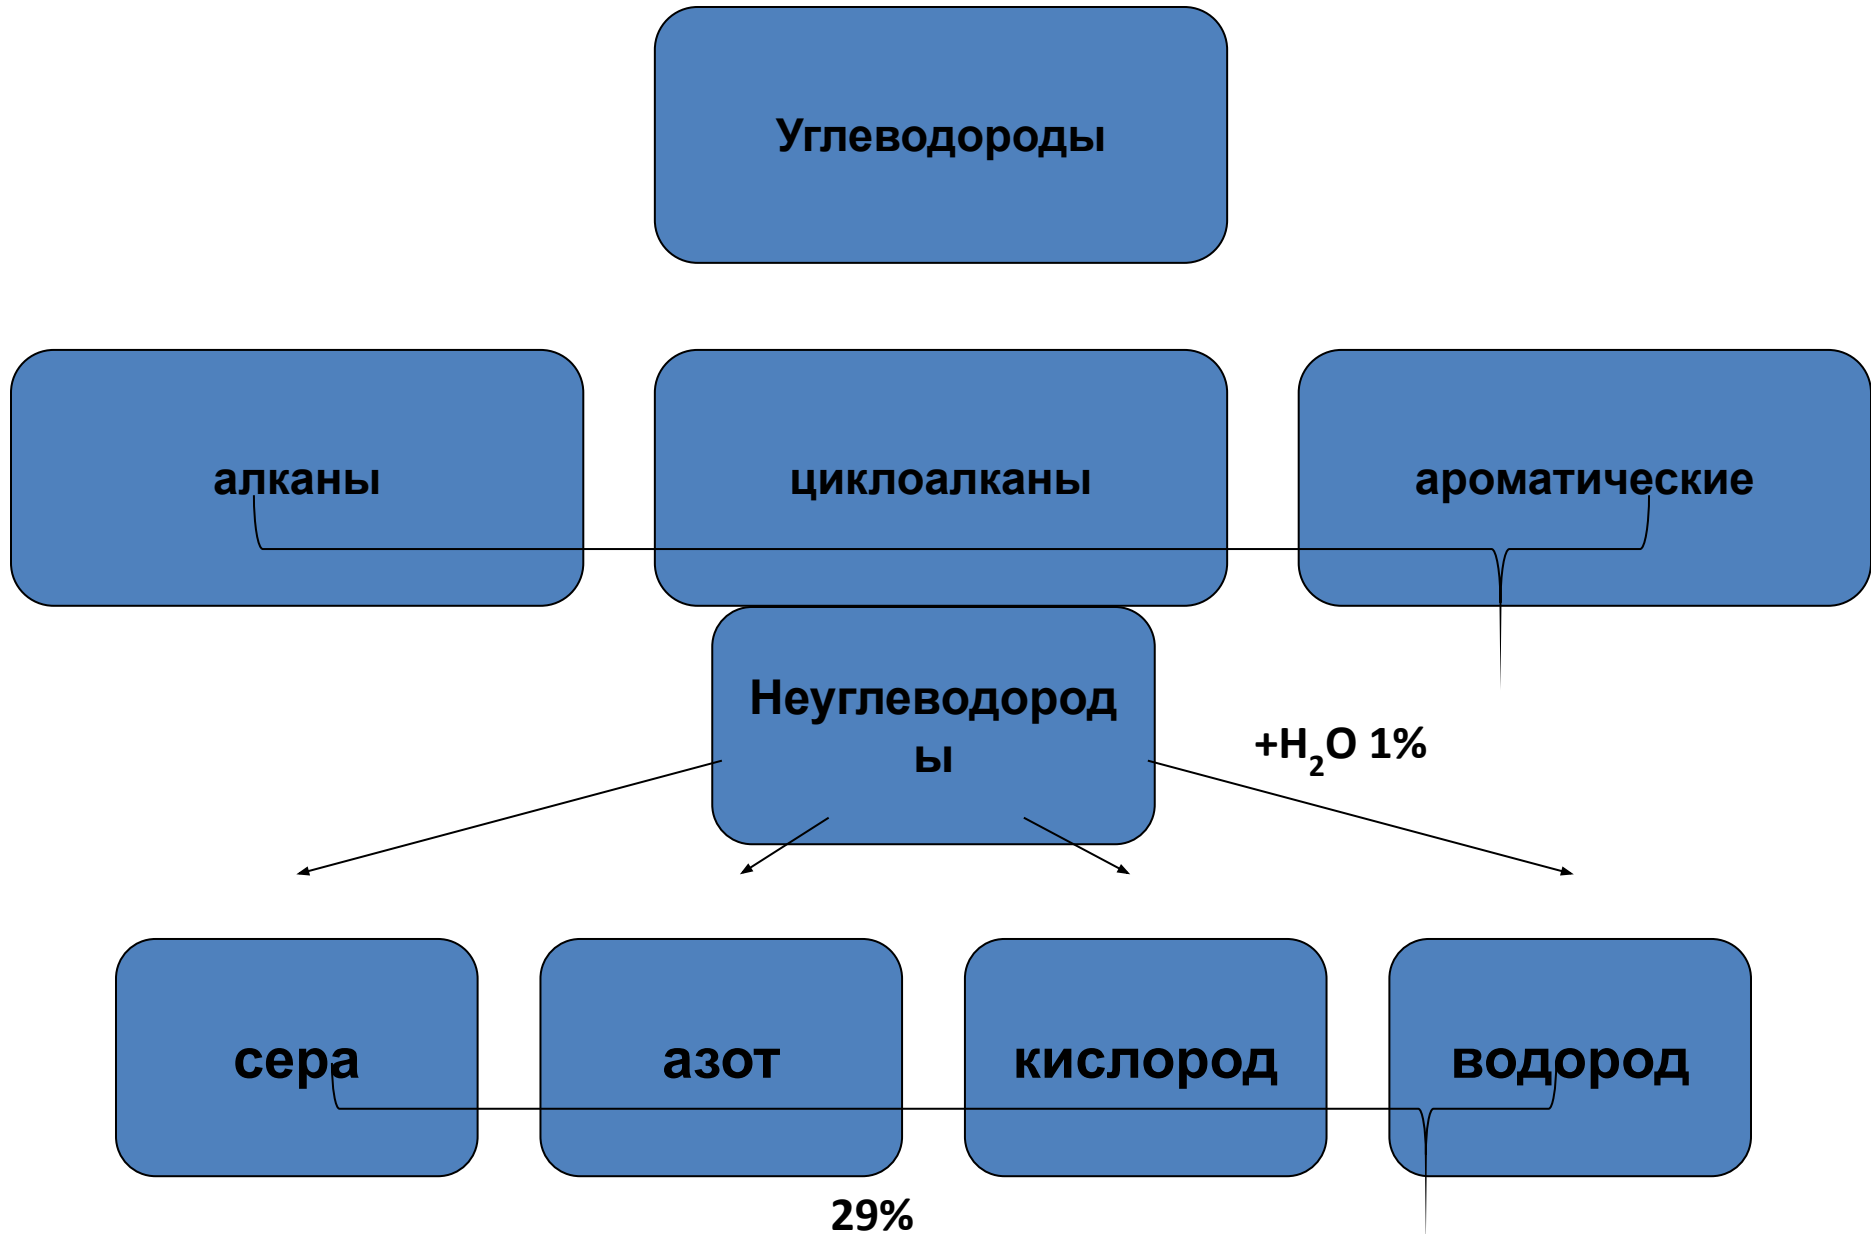 Углеводороды
алканы
циклоалканы
ароматические
Неуглеводород
ы
+H₂O 1%
сера
азот
кислород
водород
29%